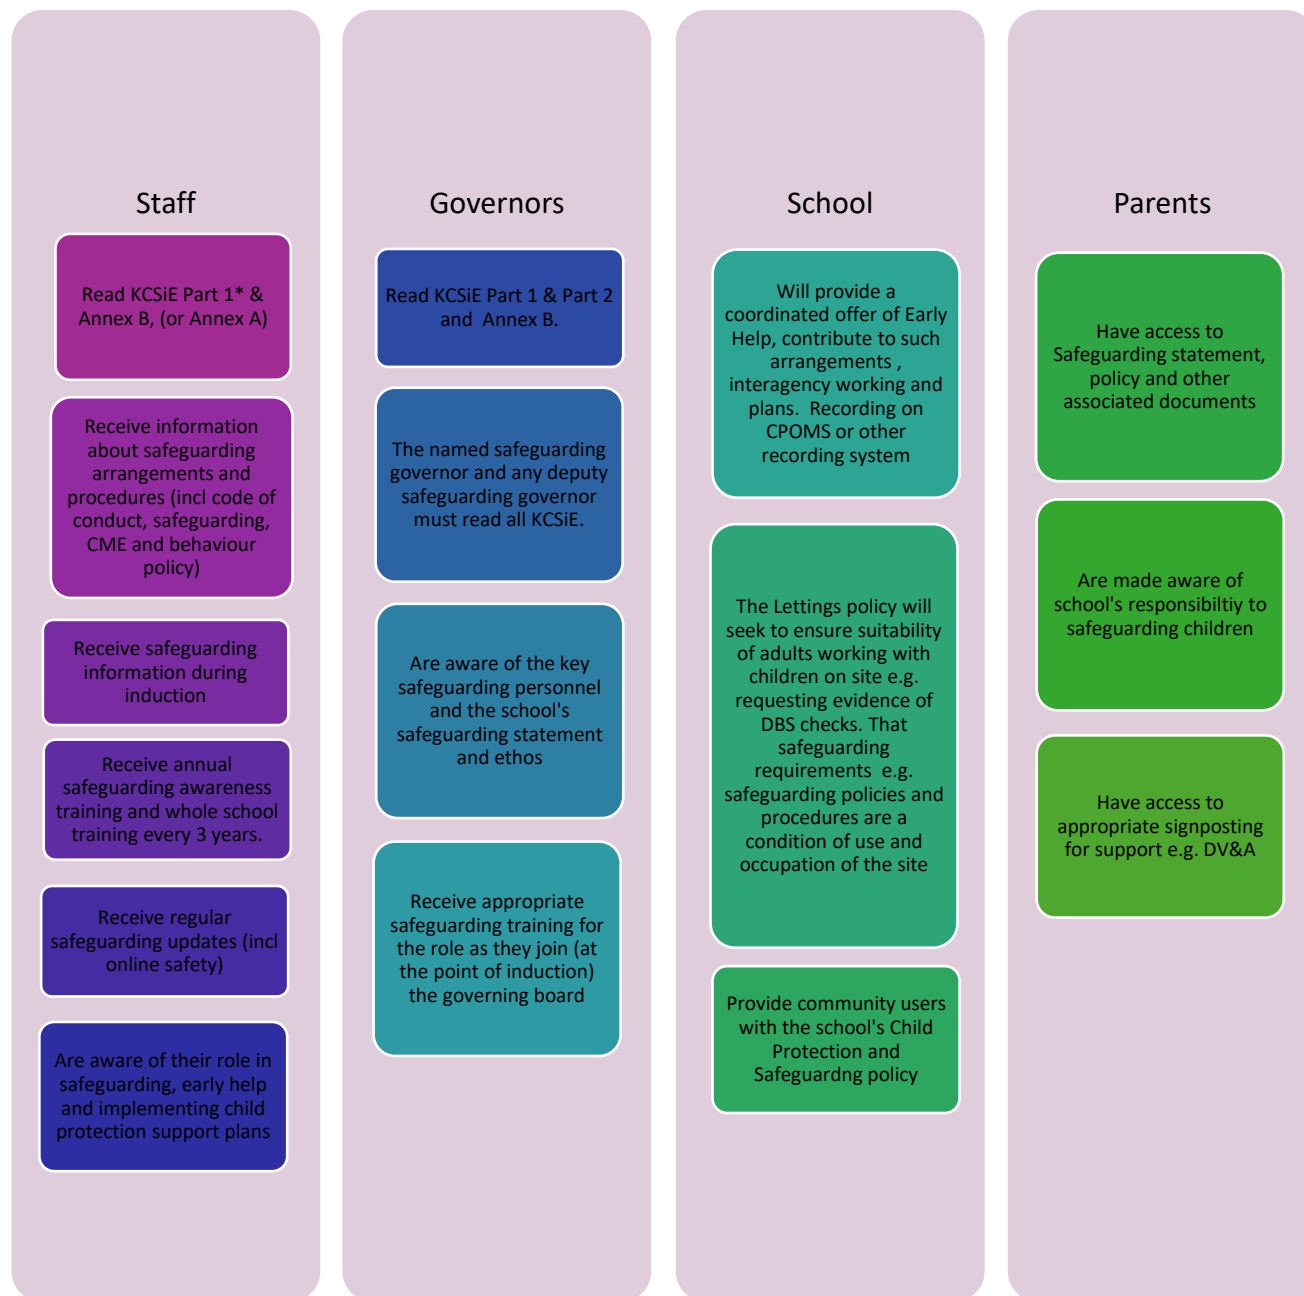 Staff
Read KCSiE Part 1* &
Annex B, (or Annex A)
Receive information
about safeguarding
arrangements and
procedures (incl code of
conduct, safeguarding,
CME and behaviour
policy)
Receive safeguarding
information during
induction
Receive annual
safeguarding awareness
training and whole school
training every 3 years.
Receive regular
safeguarding updates (incl
online safety)
Are aware of their role in
safeguarding, early help
and implementing child
protection support plans
Governors
Read KCSiE Part 1 & Part 2
and Annex B.
The named safeguarding
governor and any deputy
safeguarding governor
must read all KCSiE.
Are aware of the key
safeguarding personnel
and the school's
safeguarding statement
and ethos
Receive appropriate
safeguarding training for
the role as they join (at
the point of induction)
the governing board
School
Will provide a
coordinated offer of Early
Help, contribute to such
arrangements ,
interagency working and
plans. Recording on
CPOMS or other
recording system
The Lettings policy will
seek to ensure suitability
of adults working with
children on site e.g.
requesting evidence of
DBS checks. That
safeguarding
requirements e.g.
safeguarding policies and
procedures are a
condition of use and
occupation of the site
Provide community users
with the school's Child
Protection and
Safeguardng policy
Parents
Have access to
Safeguarding statement,
policy and other
associated documents
Are made aware of
school's responsibiltiy to
safeguarding children
Have access to
appropriate signposting
for support e.g. DV&A